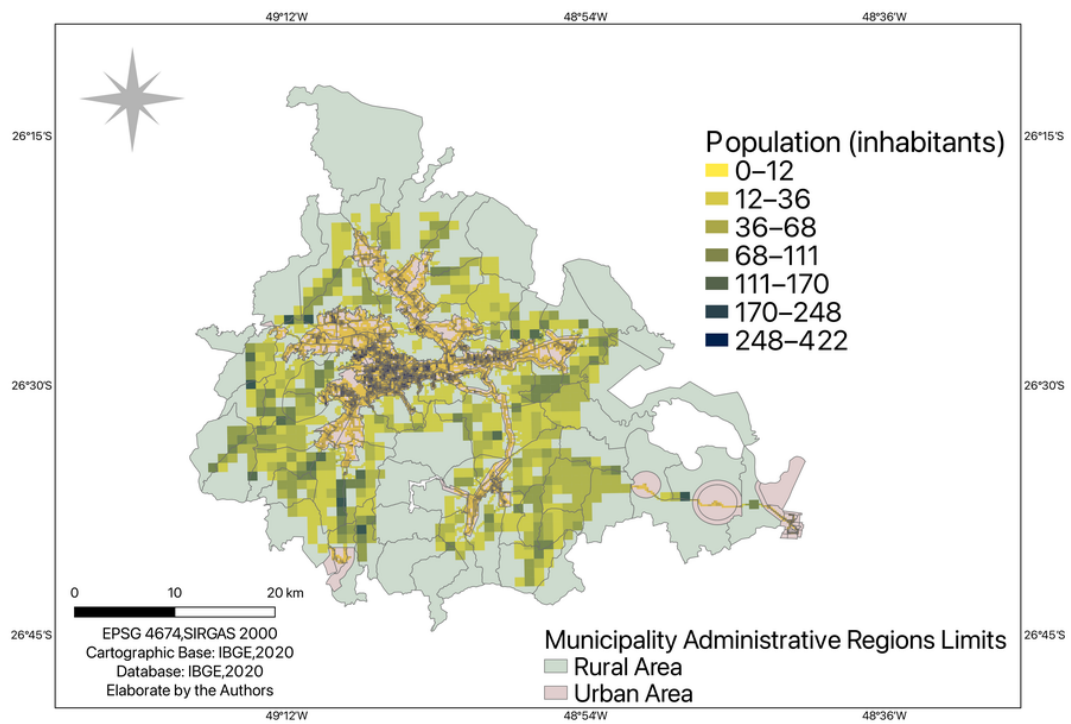 49°12'W 48°54'W 48°36'W
26°15'S 26°15'S
Population (inhabitants)
0–12
12–36
36–68
68–111
111–170
170–248
248–422
26°30'S 26°30'S
0 10 20 km
EPSG 4674,SIRGAS 2000
Cartographic Base: IBGE,2020
Database: IBGE,2020
Elaborate by the Authors
26°45'S 26°45'S
Municipality Administrative Regions Limits
Rural Area
Urban Area
49°12'W 48°54'W 48°36'W